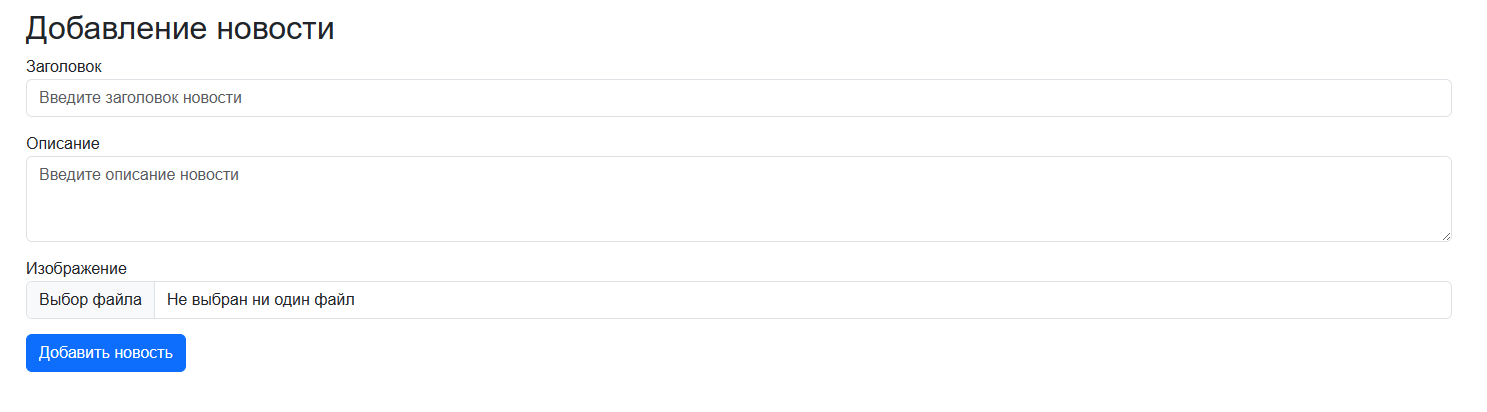 Добавление новости
Заголовок
Введите заголовок новости
Описание
Введите описание новости
Изображение
Выбор файла Не выбран ни один файл
Добавить новость